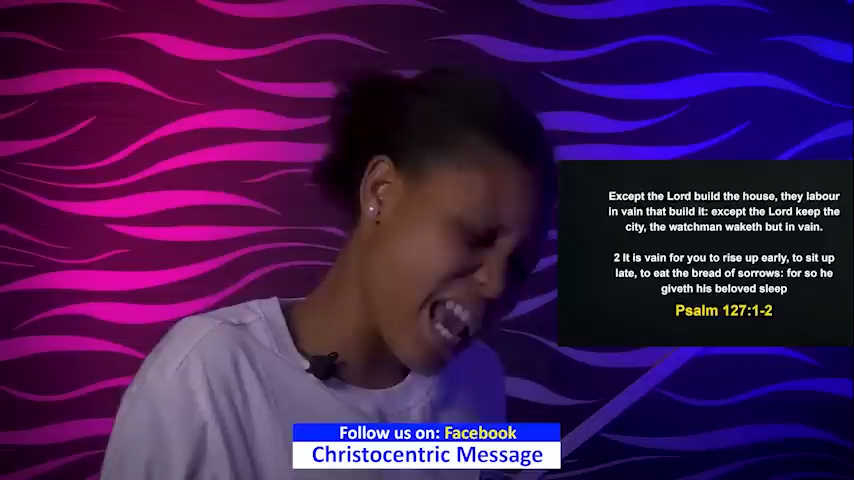 Except the Lord build the house, they labour
in vain that build it: except the Lord keep the
city, the watchman waketh but in vain.
2 It is vain for you to rise up early, to sit up
late, to eat the bread of sorrows: for so he
giveth his beloved sleep
Psalm 127:1-2
Follow us on: Facebook
Christocentric Message